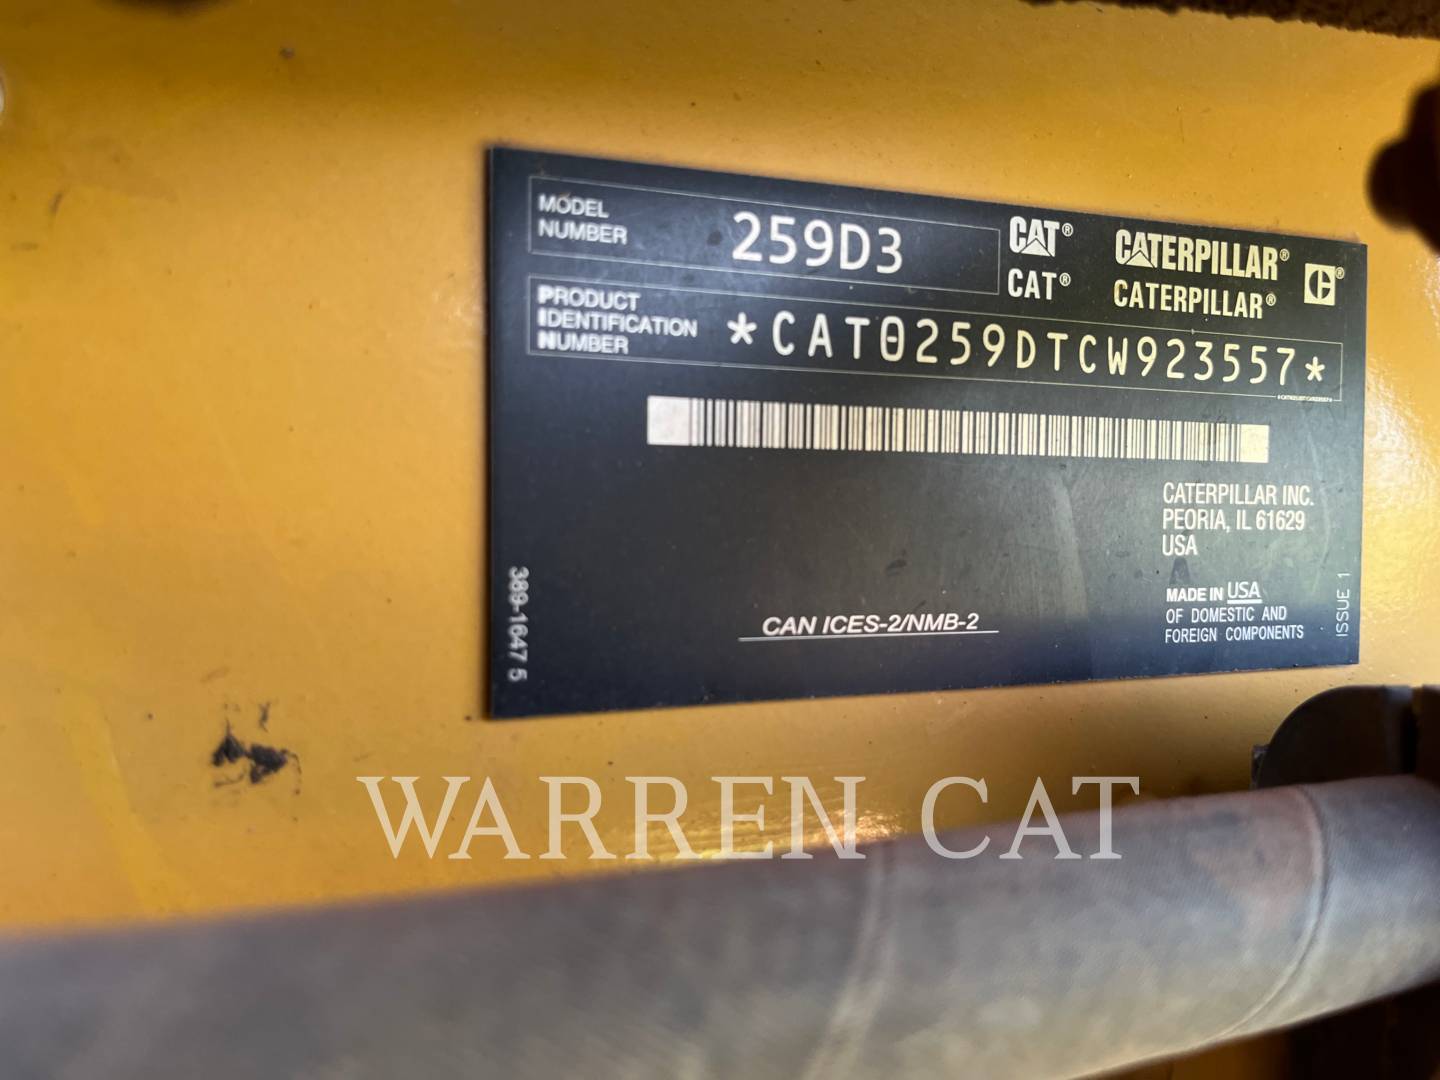 MODEL
NUMBER
259D3
CAT®
CAT®
CATERPILLAR®
CATERPILLAR®
PRODUCT
IDENTIFICATION
NUMBER
*CAT0259DTCW923557*
CATERPILLAR INC.
PEORIA, IL 61629
USA
MADE IN USA
OF DOMESTIC AND
FOREIGN COMPONENTS
CAN ICES-2/NMB-2
389-1647 5
ISSUE 1
WARREN CAT